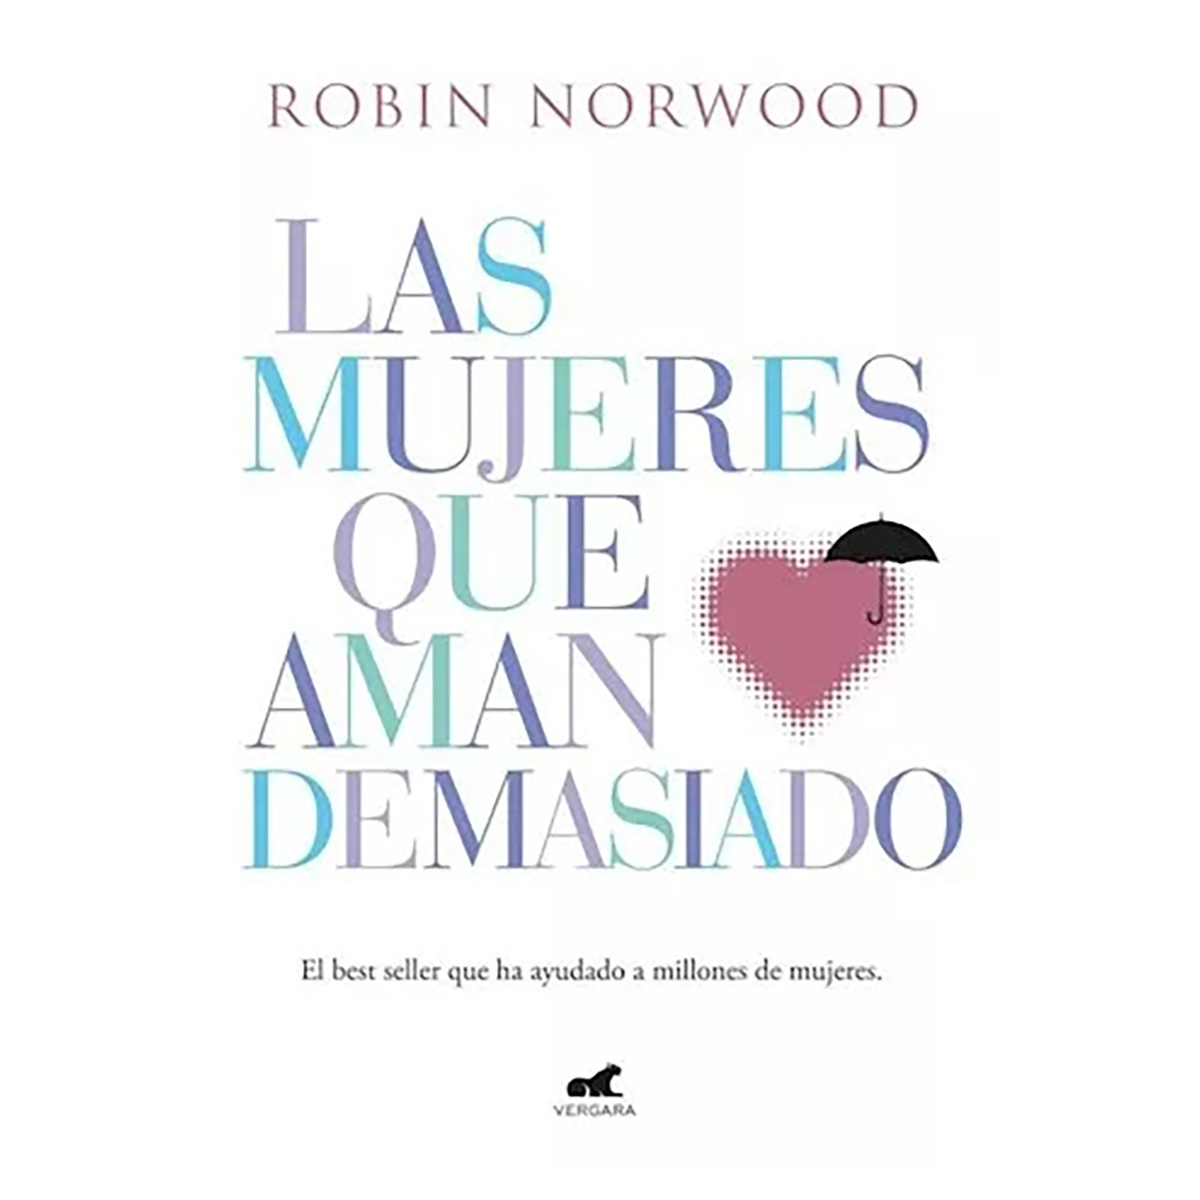 ROBIN NORWOOD
LAS
MUJERES
QUE
AMAN
DEMASIADO
El best seller que ha ayudado a millones de mujeres.
VERGARA